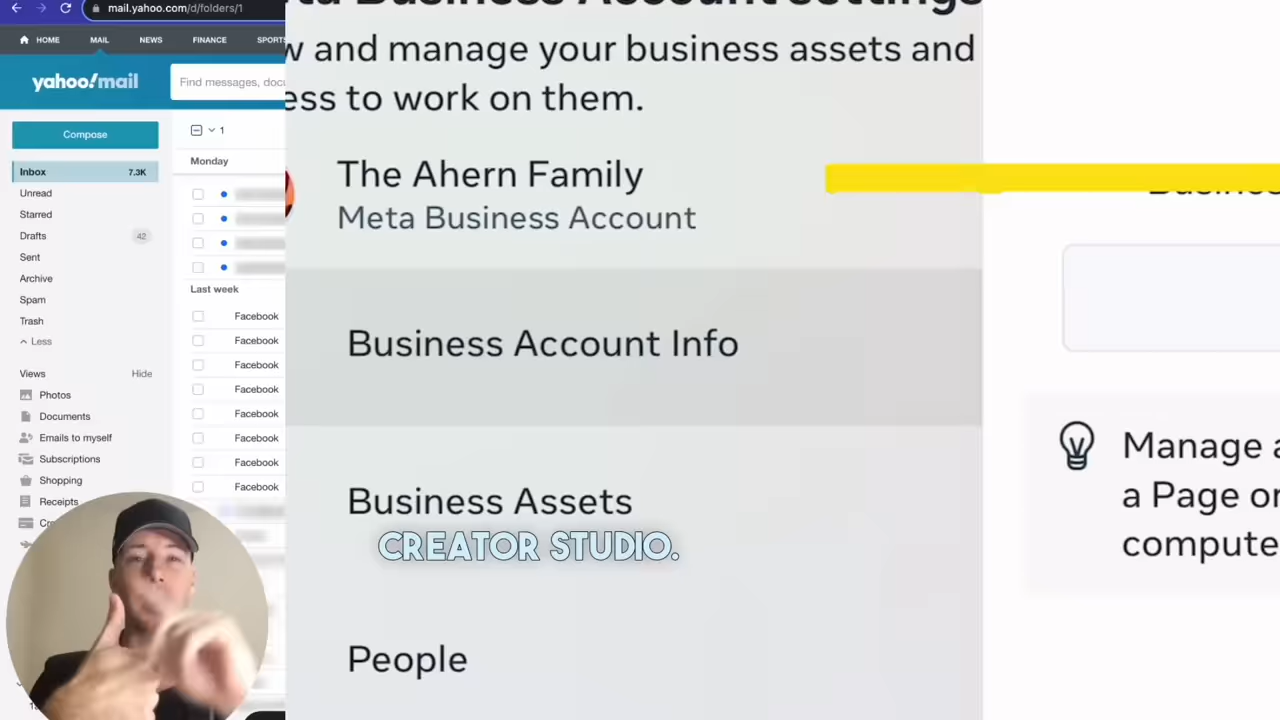 mail.yahoo.com/d/folders/1
HOME
MAIL
NEWS
FINANCE
SPORTS
yahoo!mail
Find messages, docu
Compose
1
Monday
Inbox
7.3K
Unread
Starred
Drafts
42
Sent
Archive
Spam
Trash
Less
Views
Hide
Photos
Documents
Emails to myself
Subscriptions
Shopping
Receipts
Last week
Facebook
Facebook
Facebook
Facebook
Facebook
Facebook
Facebook
Facebook
ta Business Account settings
w and manage your business assets and
ess to work on them.
The Ahern Family
Meta Business Account
Business Account Info
Business Assets
CREATOR STUDIO.
People
Manage a
a Page or
compute